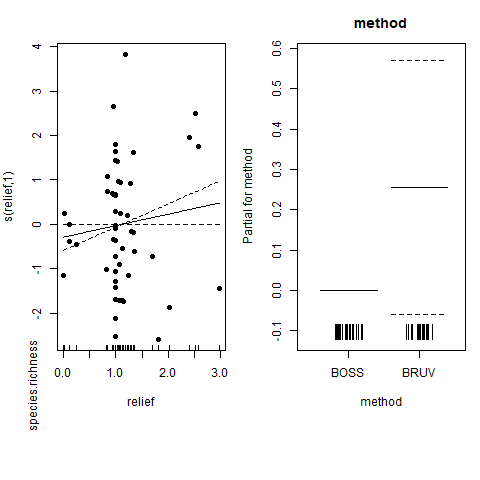 method
s(relief,1)
4
3
2
1
0
-1
-2
0.0
1.0
2.0
3.0
relief
species.richness
Partial for method
0.6
0.5
0.4
0.3
0.2
0.1
0.0
-0.1
BOSS
BRUV
method